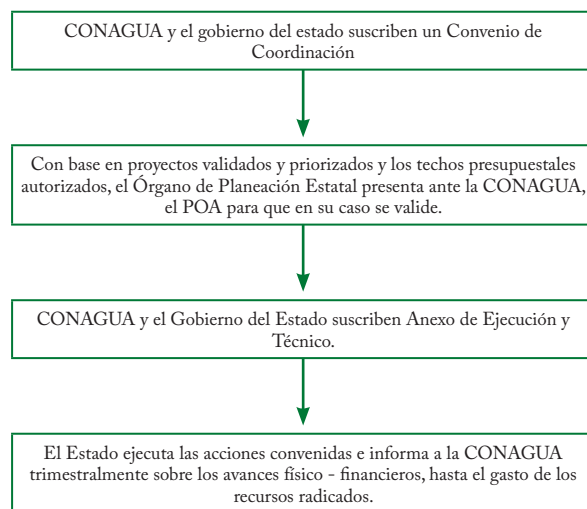 CONAGUA y el gobierno del estado suscriben un Convenio de
Coordinación
Con base en proyectos validados y priorizados y los techos presupuestales
autorizados, el Órgano de Planeación Estatal presenta ante la CONAGUA,
el POA para que en su caso se valide.
CONAGUA y el Gobierno del Estado suscriben Anexo de Ejecución y
Técnico.
El Estado ejecuta las acciones convenidas e informa a la CONAGUA
trimestralmente sobre los avances físico - financieros, hasta el gasto de los
recursos radicados.